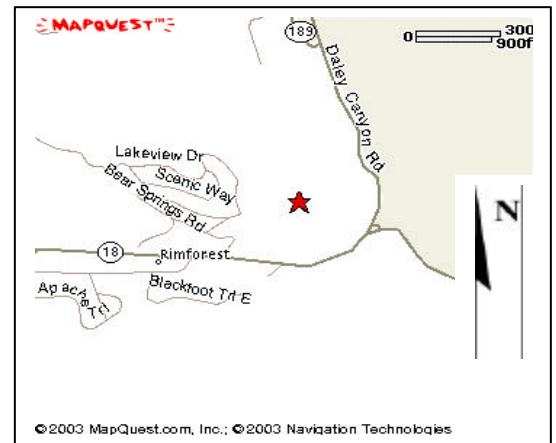 MAPQUEST™
189
0 300
900f
Daley Canyon Rd
Lakeview Dr
Scenic Way
Bear Springs Rd
N
18
Rimforest
Blackfoot Trl E
Apache Trl
©2003 MapQuest.com, Inc.; ©2003 Navigation Technologies